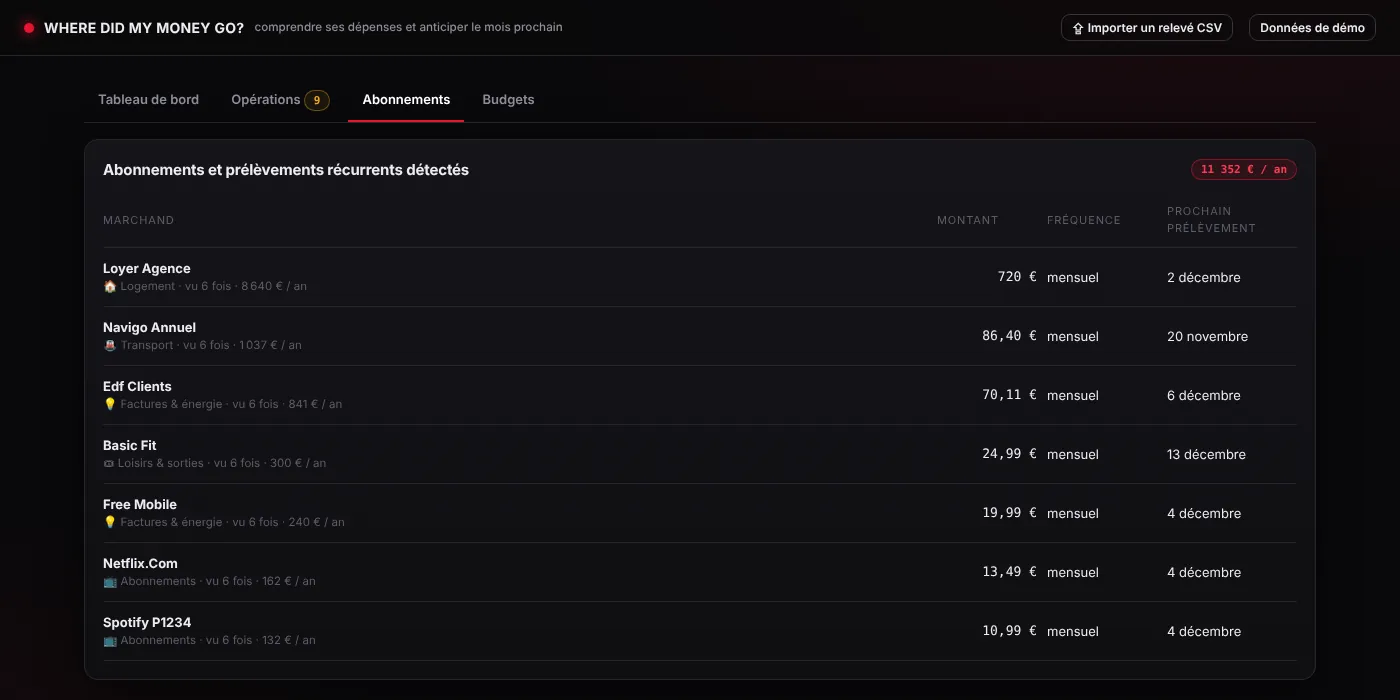 WHERE DID MY MONEY GO? comprendre ses dépenses et anticiper le mois prochain
Importer un relevé CSV
Données de démo
Tableau de bord
Opérations 9
Abonnements
Budgets
Abonnements et prélèvements récurrents détectés
11 352 € / an
MARCHAND
MONTANT
FRÉQUENCE
PROCHAIN
PRÉLÈVEMENT
Loyer Agence
Logement · vu 6 fois · 8 640 € / an
720 € mensuel 2 décembre
Navigo Annuel
Transport · vu 6 fois · 1 037 € / an
86,40 € mensuel 20 novembre
Edf Clients
Factures & énergie · vu 6 fois · 841 € / an
70,11 € mensuel 6 décembre
Basic Fit
Loisirs & sorties · vu 6 fois · 300 € / an
24,99 € mensuel 13 décembre
Free Mobile
Factures & énergie · vu 6 fois · 240 € / an
19,99 € mensuel 4 décembre
Netflix.Com
Abonnements · vu 6 fois · 162 € / an
13,49 € mensuel 4 décembre
Spotify P1234
Abonnements · vu 6 fois · 132 € / an
10,99 € mensuel 4 décembre